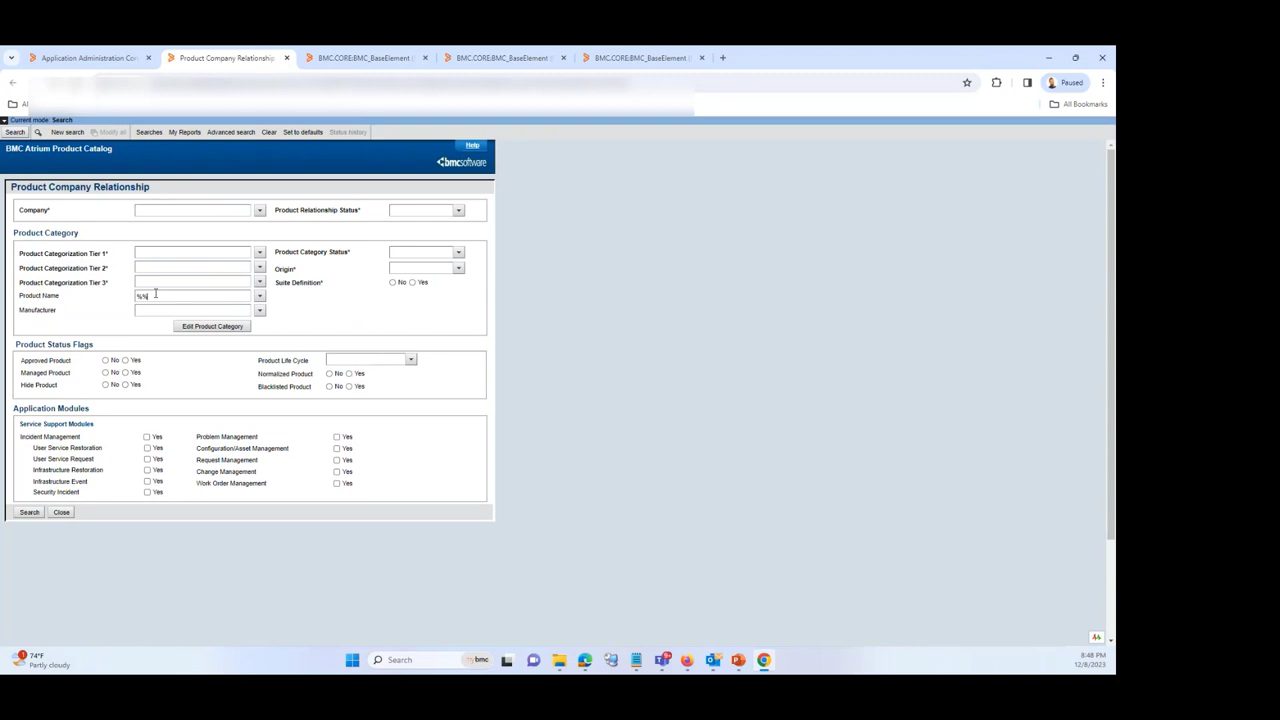 Application Administration Con
Product Company Relationship
BMC.CORE:BMC_BaseElement (
BMC.CORE:BMC_BaseElement (
BMC.CORE:BMC_BaseElement (
Paused
All Bookmarks
Current mode: Search
Search New search Modify all Searches My Reports Advanced search Clear Set to defaults Status history
Help
BMC Atrium Product Catalog
bmcsoftware
Product Company Relationship
Company* Product Relationship Status*
Product Category
Product Categorization Tier 1* Product Category Status*
Product Categorization Tier 2* Origin*
Product Categorization Tier 3* Suite Definition* No Yes
Product Name %%
Manufacturer
Edit Product Category
Product Status Flags
Approved Product No Yes Product Life Cycle
Managed Product No Yes Normalized Product No Yes
Hide Product No Yes Blacklisted Product No Yes
Application Modules
Service Support Modules
Incident Management Yes Problem Management Yes
User Service Restoration Yes Configuration/Asset Management Yes
User Service Request Yes Request Management Yes
Infrastructure Restoration Yes Change Management Yes
Infrastructure Event Yes Work Order Management Yes
Security Incident Yes
Search Close
74°F
Partly cloudy
Search
my bmc
8:48 PM
12/8/2023